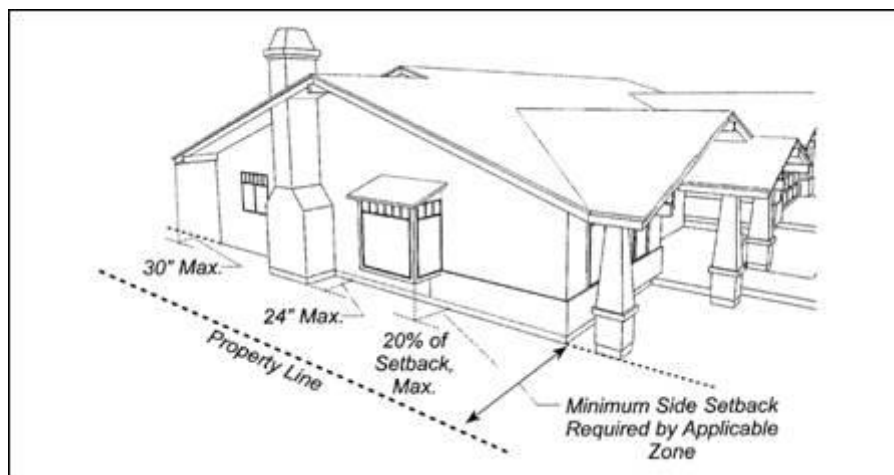 30" Max.
24" Max.
Property Line
20% of
Setback,
Max.
Minimum Side Setback
Required by Applicable
Zone